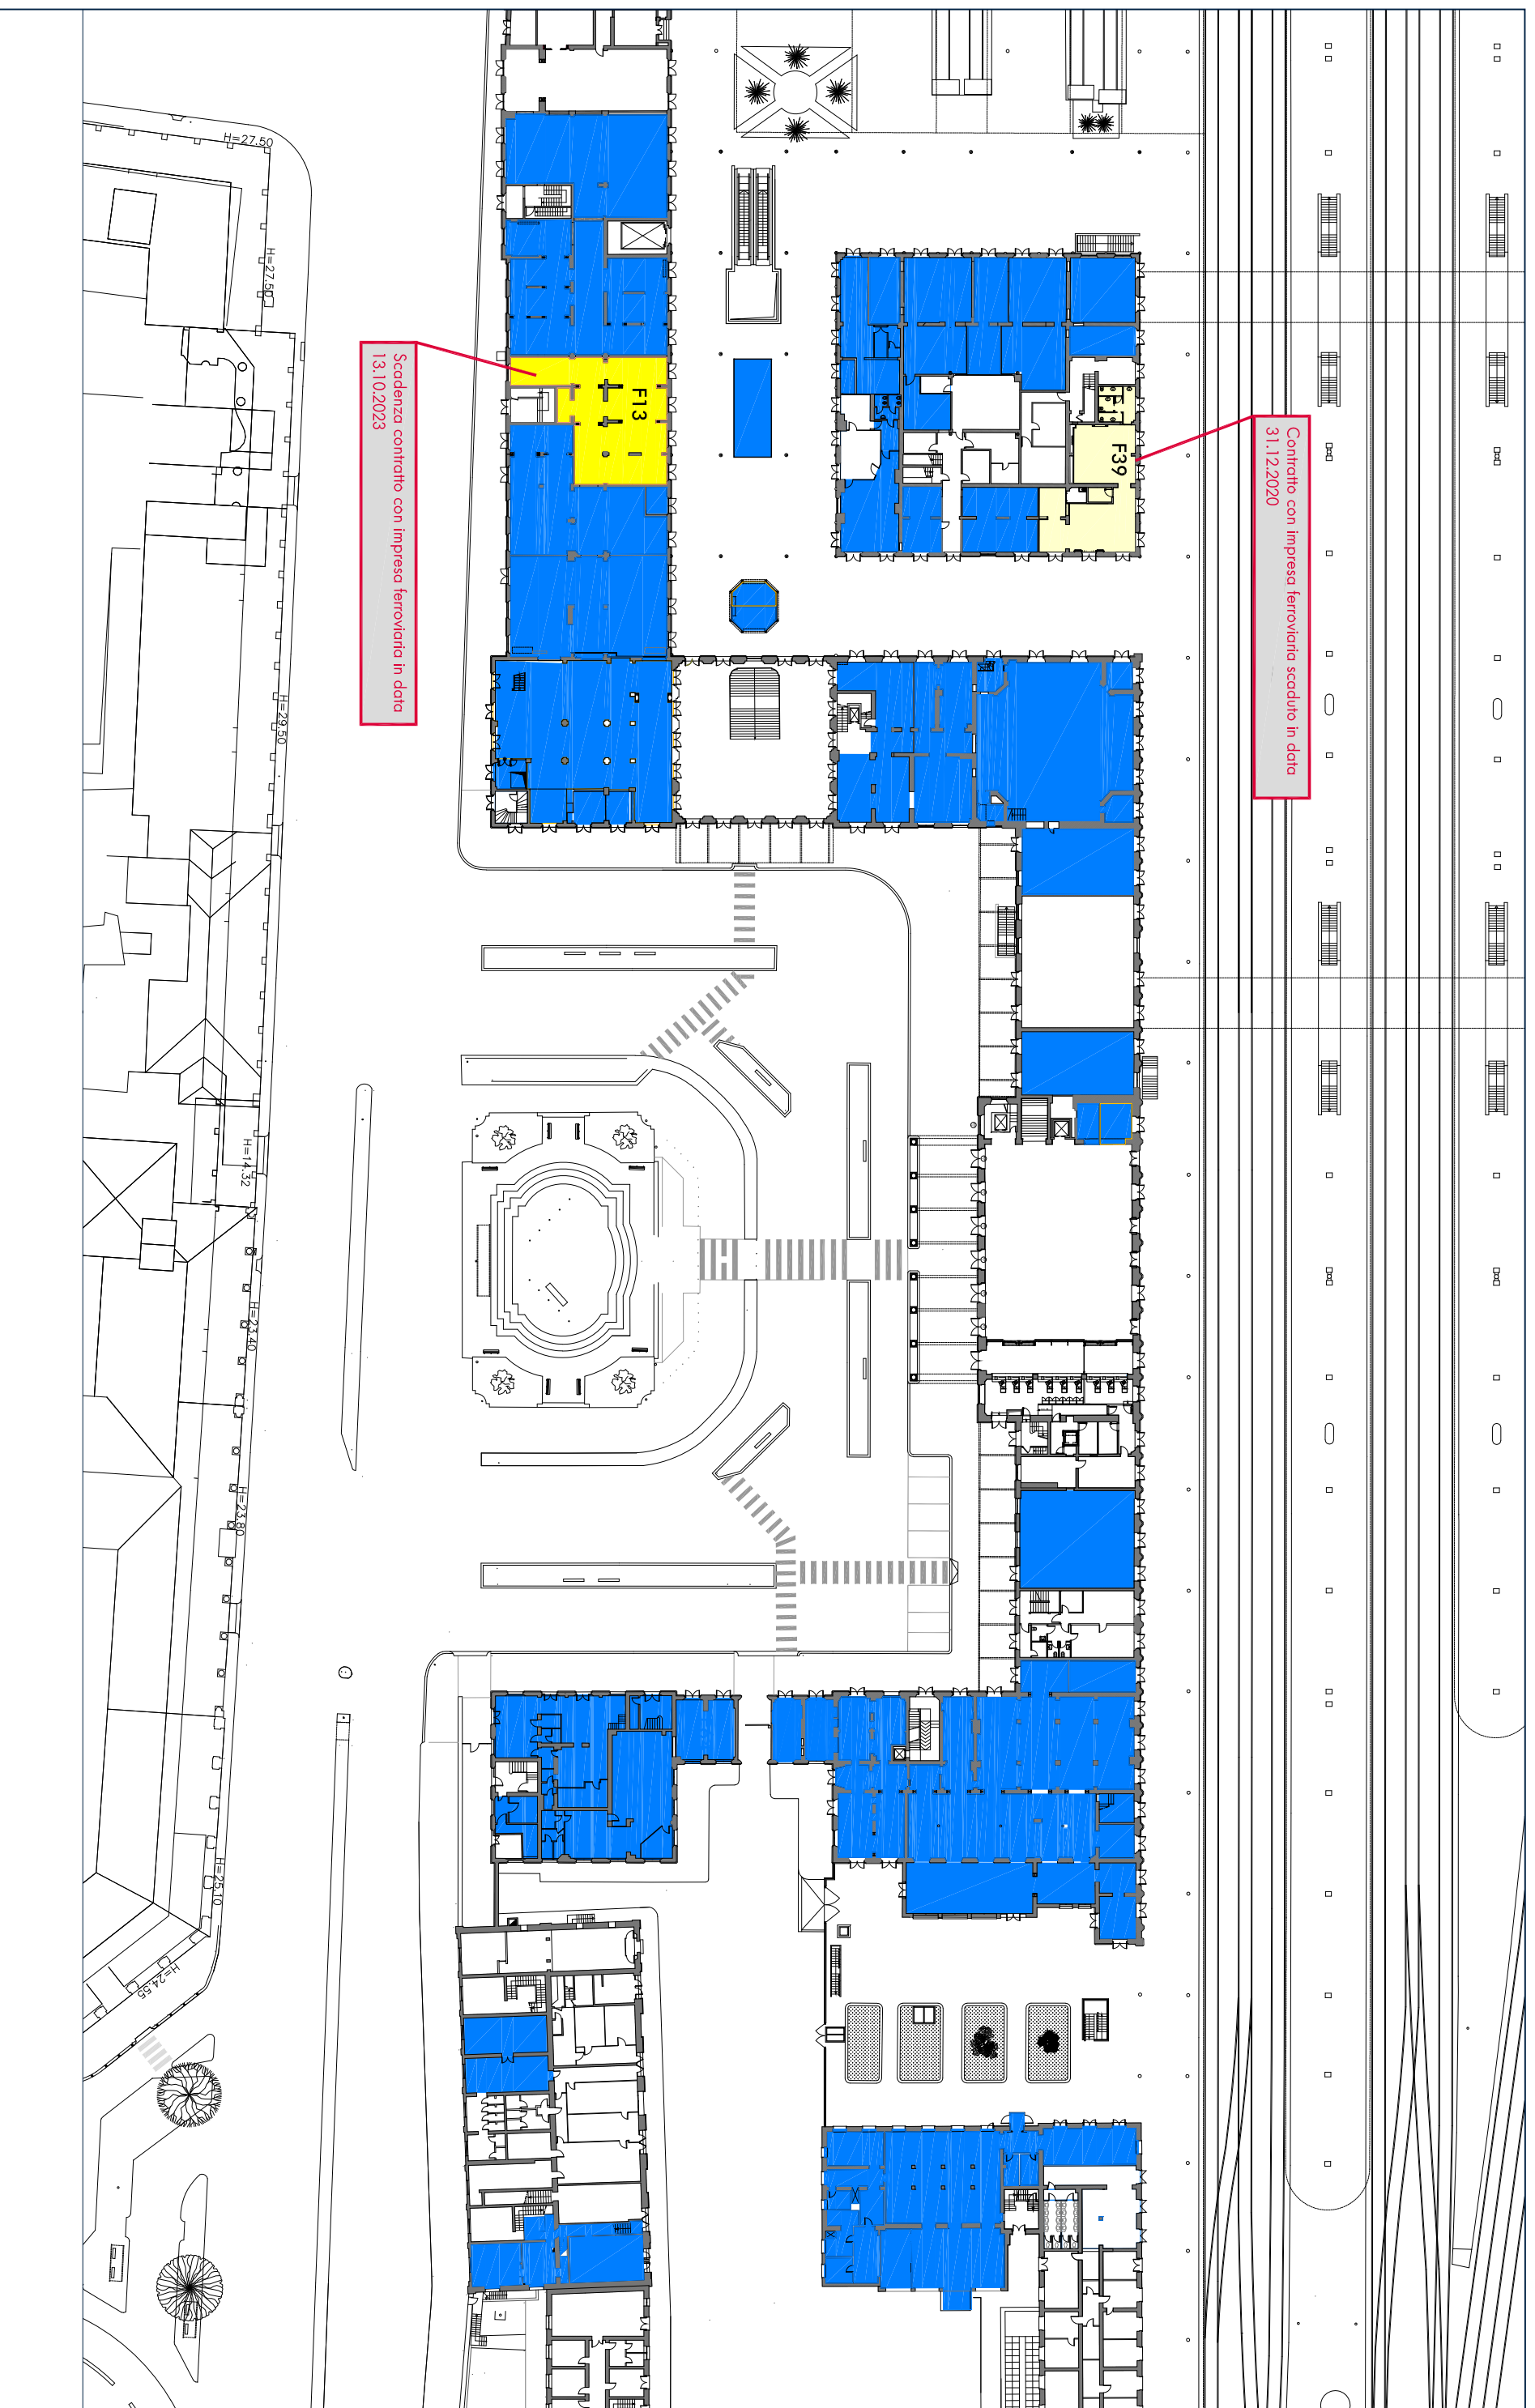 H=27.50
H=27.50
F13
F39
Scadenza contratto con impresa ferroviaria in data
13.10.2023
Contratto con impresa ferroviaria scaduto in data
31.12.2020
H=29.50
H=14.32
H=23.40
H=23.80
H=25.10
H=24.55